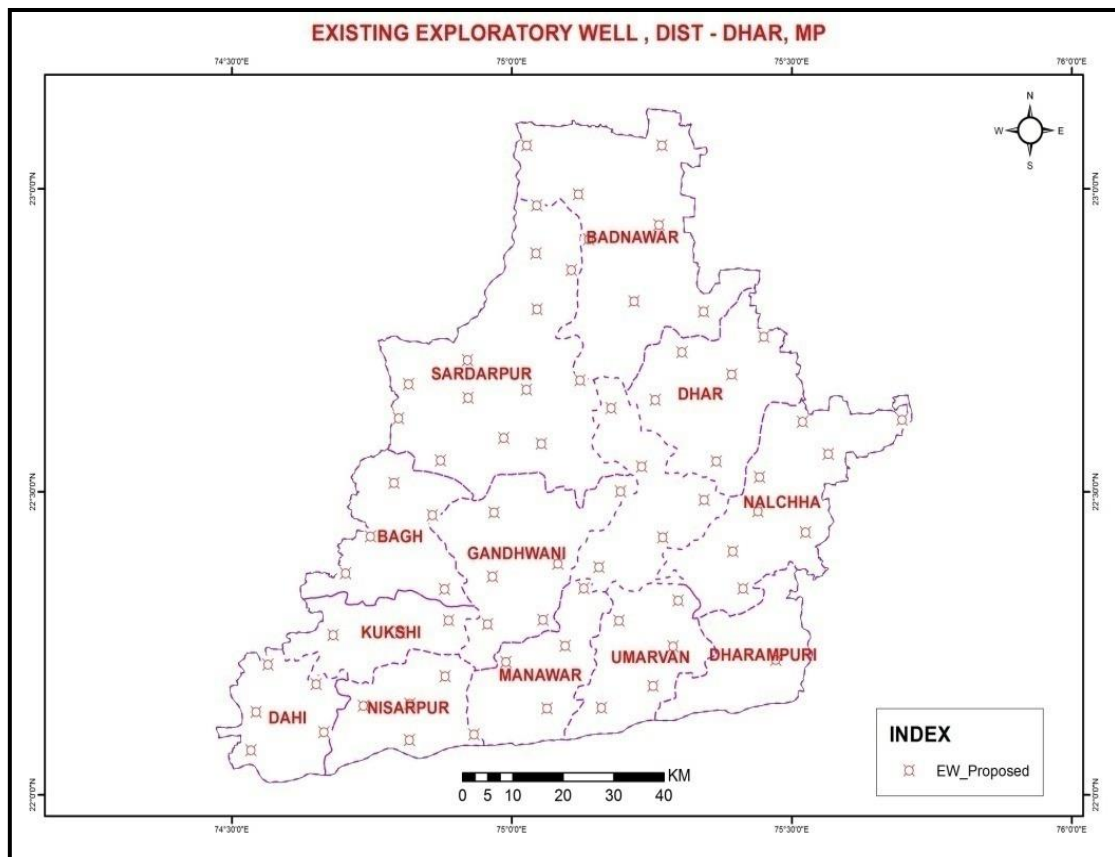 EXISTING EXPLORATORY WELL , DIST - DHAR, MP
74°30'0"E 75°0'0"E 75°30'0"E 76°0'0"E
N
W E
S
23°0'0"N 23°0'0"N
BADNAWAR
SARDARPUR
DHAR
22°30'0"N 22°30'0"N
NALCHHA
BAGH
GANDHWANI
KUKSHI
UMARVAN
DHARAMPURI
MANAWAR
NISARPUR
DAHI
INDEX
EW_Proposed
KM
0 5 10 20 30 40
22°0'0"N 22°0'0"N
74°30'0"E 75°0'0"E 75°30'0"E 76°0'0"E